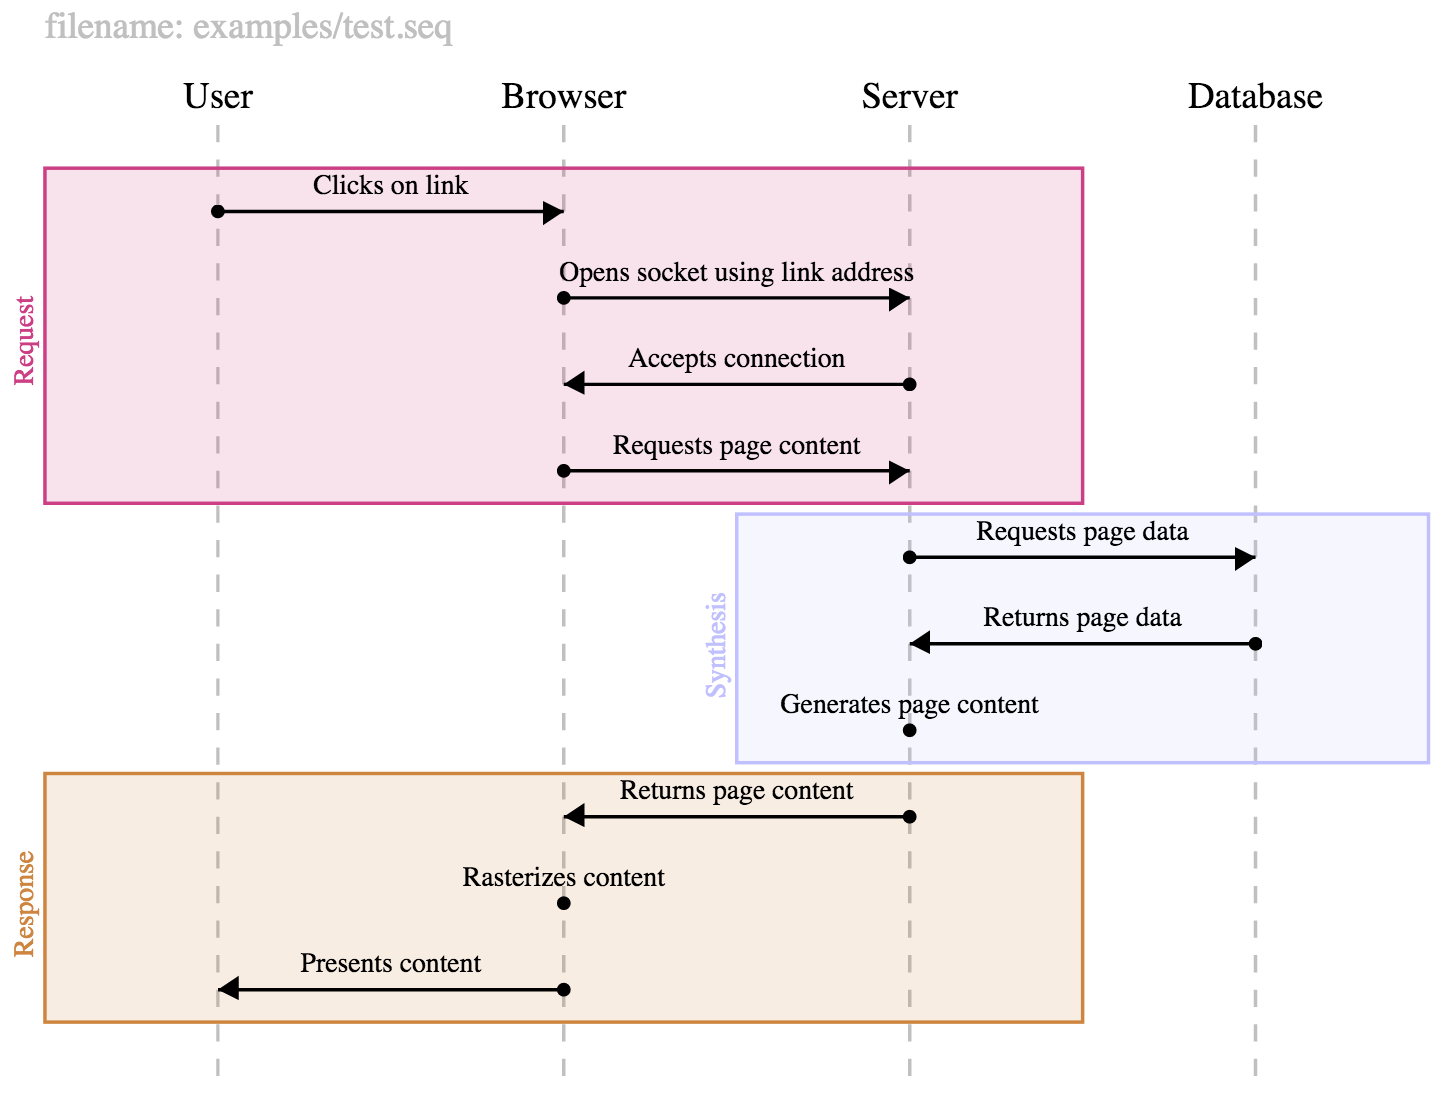 filename: examples/test.seq
User Browser Server Database
Request
Clicks on link
Opens socket using link address
Accepts connection
Requests page content
Synthesis
Requests page data
Returns page data
Generates page content
Response
Returns page content
Rasterizes content
Presents content